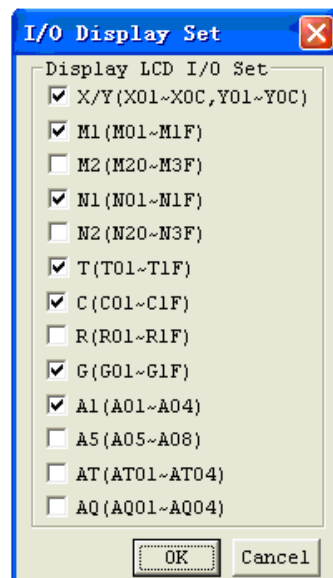 I/O Display Set
Display LCD I/O Set
X/Y(X01~X0C,Y01~Y0C)
M1(M01~M1F)
M2(M20~M3F)
N1(N01~N1F)
N2(N20~N3F)
T(T01~T1F)
C(C01~C1F)
R(R01~R1F)
G(G01~G1F)
A1(A01~A04)
A5(A05~A08)
AT(AT01~AT04)
AQ(AQ01~AQ04)
OK Cancel